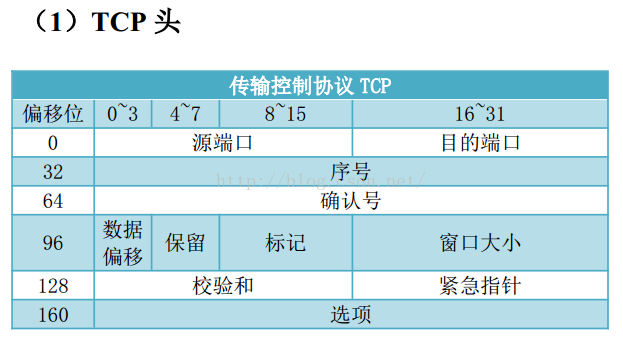 (1)TCP 头
传输控制协议 TCP
偏移位 0~3 4~7 8~15 16~31
0 源端口 目的端口
32 序号
http://blog.csdn.net/
64 确认号
96 数据偏移 保留 标记 窗口大小
128 校验和 紧急指针
160 选项